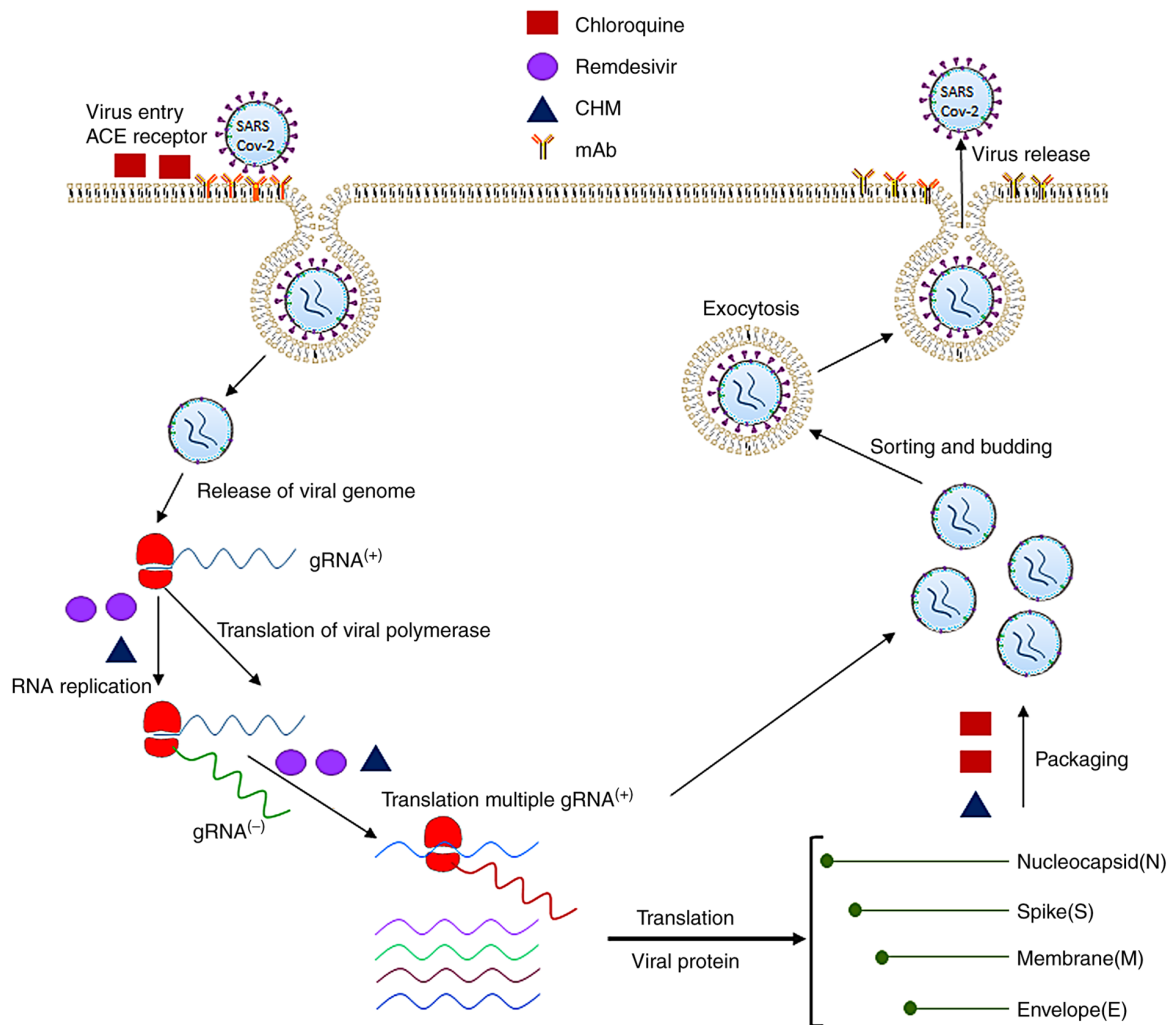 Chloroquine
Remdesivir
CHM
mAb
Virus entry
ACE receptor
SARS
Cov-2
SARS
Cov-2
Virus release
Exocytosis
Sorting and budding
Release of viral genome
gRNA(+)
Translation of viral polymerase
RNA replication
gRNA(–)
Translation multiple gRNA(+)
Packaging
Translation
Viral protein
Nucleocapsid(N)
Spike(S)
Membrane(M)
Envelope(E)